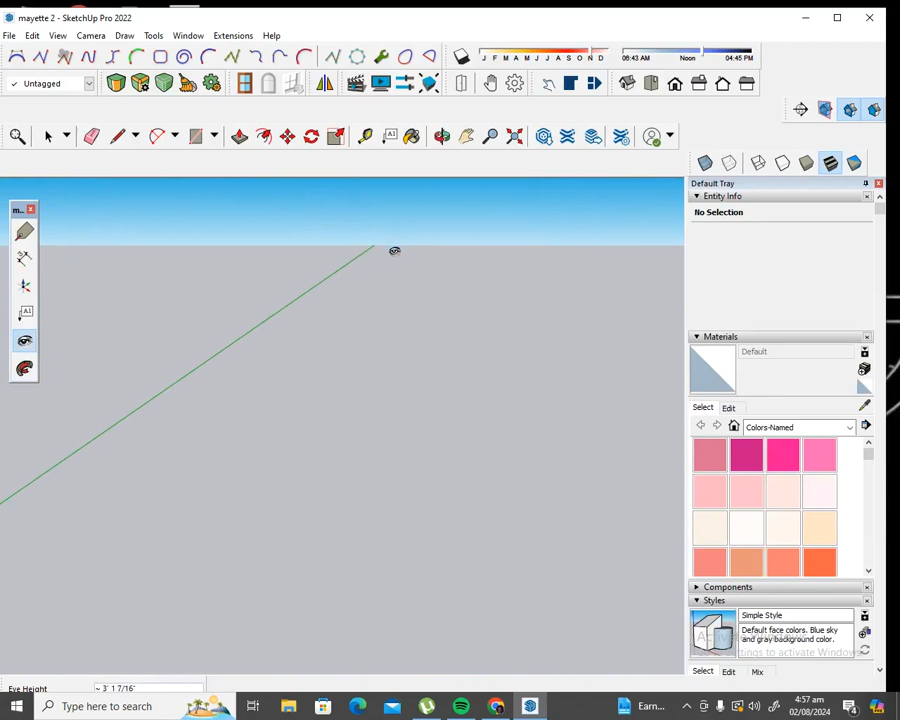 mayette 2 - SketchUp Pro 2022
File Edit View Camera Draw Tools Window Extensions Help
J F M A M J J A S O N D
06:43 AM Noon 04:45 PM
Untagged
Default Tray
m...
Entity Info
No Selection
AI
Materials
Default
Select Edit
Colors-Named
Components
Styles
Simple Style
Default face colors. Blue sky
and gray background color.
Select Edit Mix
Eye Height ~ 3' 1 7/16"
Type here to search
Earn...
4:57 am
02/08/2024
4